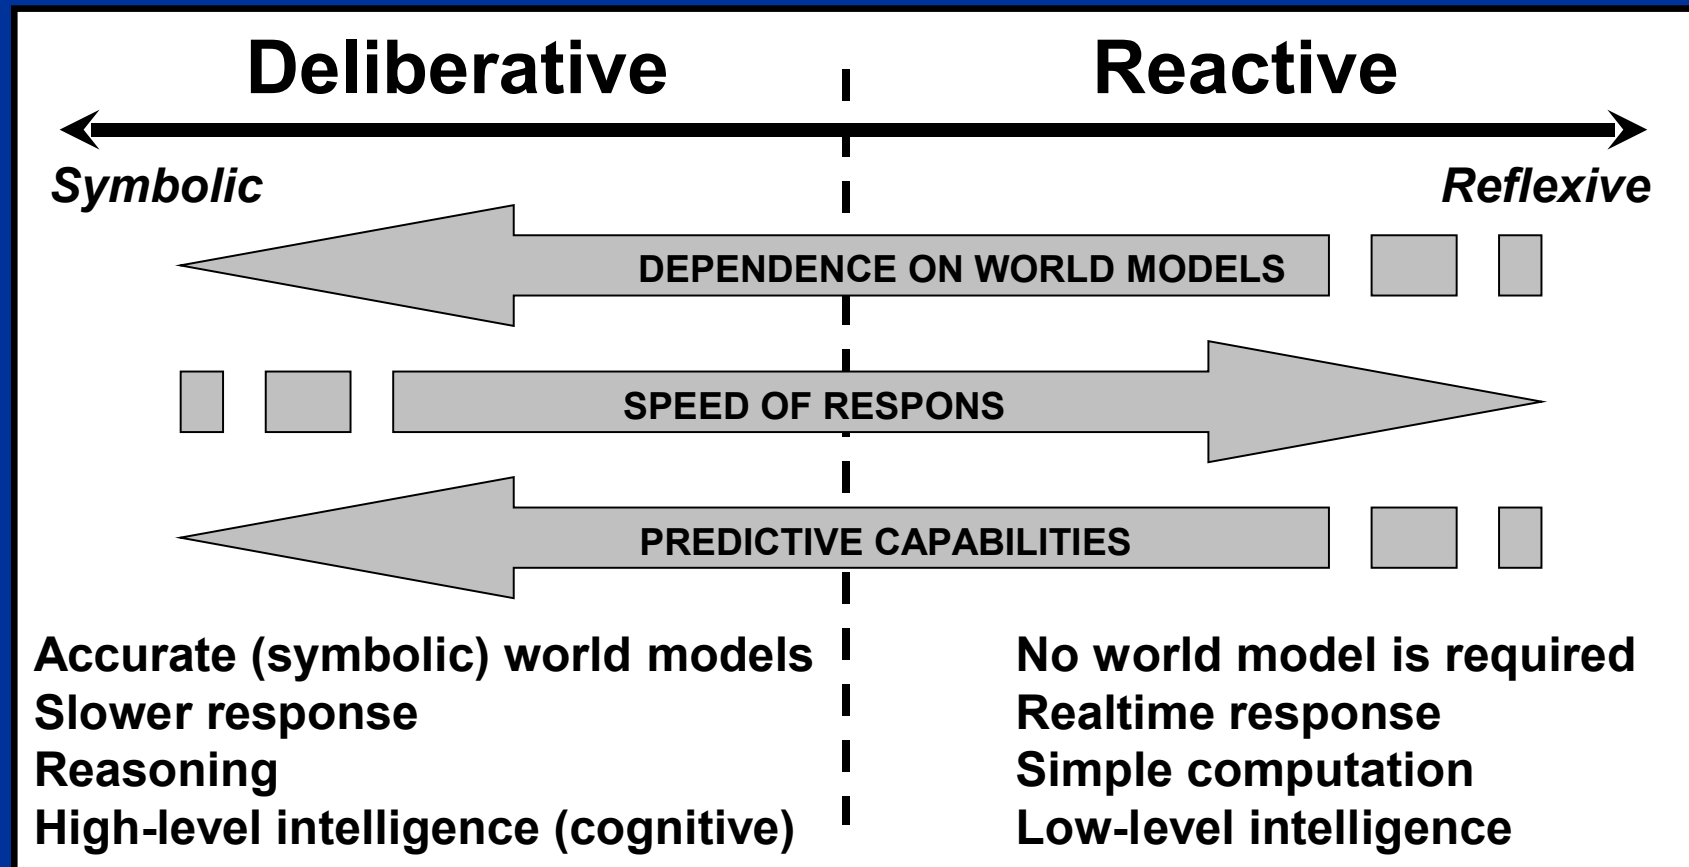 Deliberative Reactive
Symbolic Reflexive
DEPENDENCE ON WORLD MODELS
SPEED OF RESPONS
PREDICTIVE CAPABILITIES
Accurate (symbolic) world models
Slower response
Reasoning
High-level intelligence (cognitive)
No world model is required
Realtime response
Simple computation
Low-level intelligence